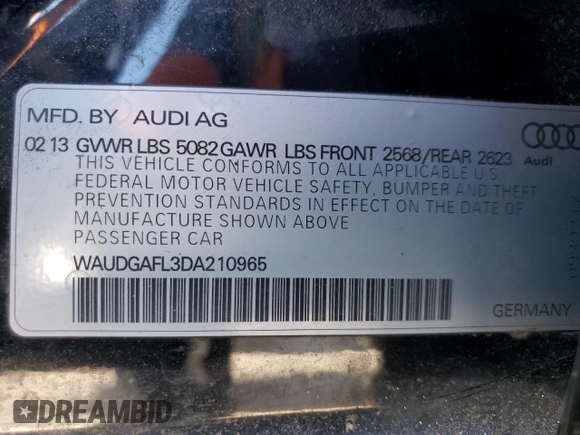 MFD. BY AUDI AG
02 13 GVWR LBS 5082 GAWR LBS FRONT 2568/REAR 2623
Audi
THIS VEHICLE CONFORMS TO ALL APPLICABLE U.S.
FEDERAL MOTOR VEHICLE SAFETY, BUMPER AND THEFT
PREVENTION STANDARDS IN EFFECT ON THE DATE OF
MANUFACTURE SHOWN ABOVE
PASSENGER CAR
WAUDGAFL3DA210965
GERMANY
DREAMBID